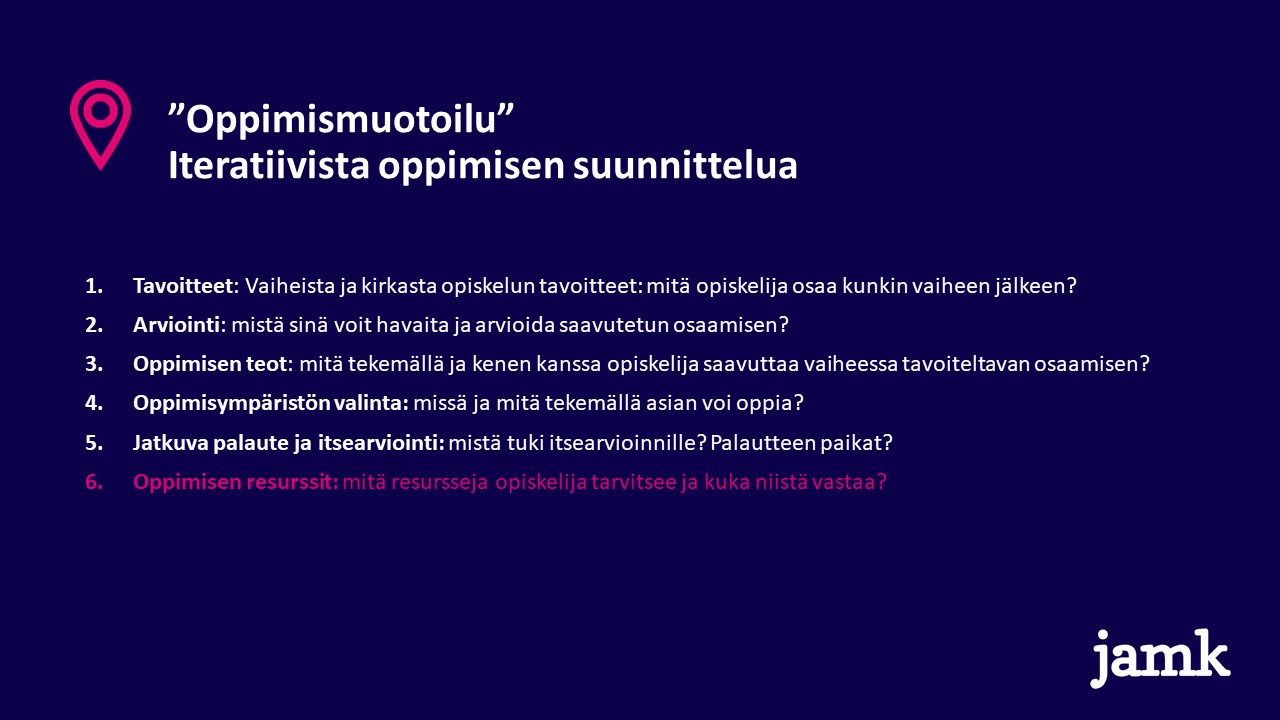 ”Oppimismuotoilu”
Iteratiivista oppimisen suunnittelua
1. Tavoitteet: Vaiheista ja kirkasta opiskelun tavoitteet: mitä opiskelija osaa kunkin vaiheen jälkeen?
2. Arviointi: mistä sinä voit havaita ja arvioida saavutetun osaamisen?
3. Oppimisen teot: mitä tekemällä ja kenen kanssa opiskelija saavuttaa vaiheessa tavoiteltavan osaamisen?
4. Oppimisympäristön valinta: missä ja mitä tekemällä asian voi oppia?
5. Jatkuva palaute ja itsearviointi: mistä tuki itsearvioinnille? Palautteen paikat?
6. Oppimisen resurssit: mitä resursseja opiskelija tarvitsee ja kuka niistä vastaa?
jamk